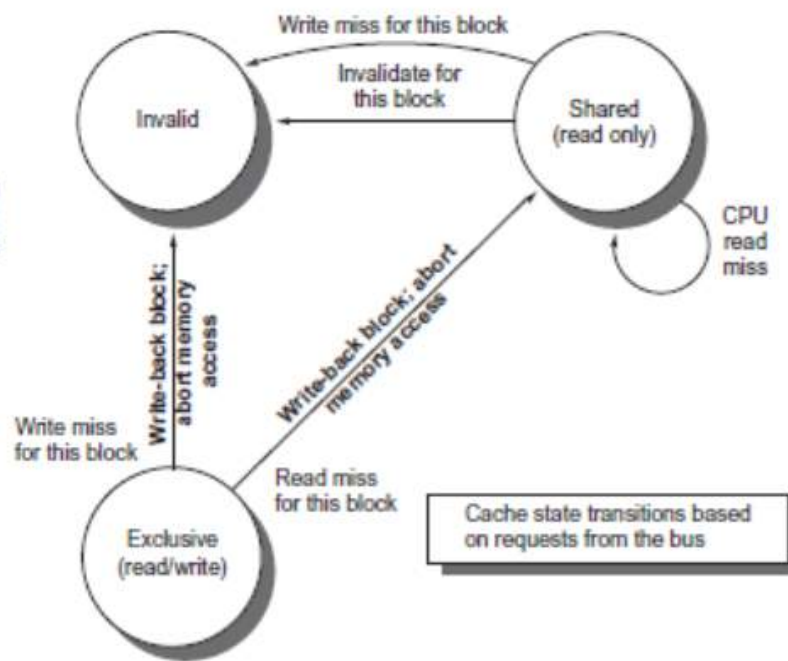 Write miss for this block
Invalidate for
this block
Invalid
Shared
(read only)
CPU
read
miss
Write-back block;
abort memory
access
Write-back block; abort
memory access
Write miss
for this block
Read miss
for this block
Exclusive
(read/write)
Cache state transitions based
on requests from the bus